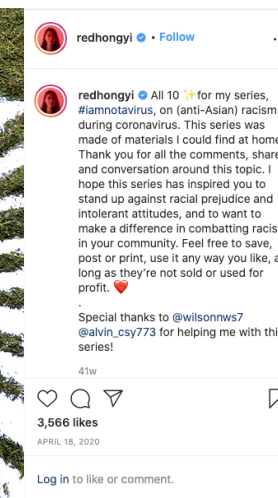 redhongyi • Follow
redhongyi All 10 ✨for my series,
#iamnotavirus, on (anti-Asian) racism
during coronavirus. This series was
made of materials I could find at home
Thank you for all the comments, share
and conversation around this topic. I
hope this series has inspired you to
stand up against racial prejudice and
intolerant attitudes, and to want to
make a difference in combatting racis
in your community. Feel free to save,
post or print, use it any way you like, a
long as they're not sold or used for
profit. ❤️
.
Special thanks to @wilsonnws7
@alvin_csy773 for helping me with thi
series!
41w
3,566 likes
APRIL 18, 2020
Log in to like or comment.